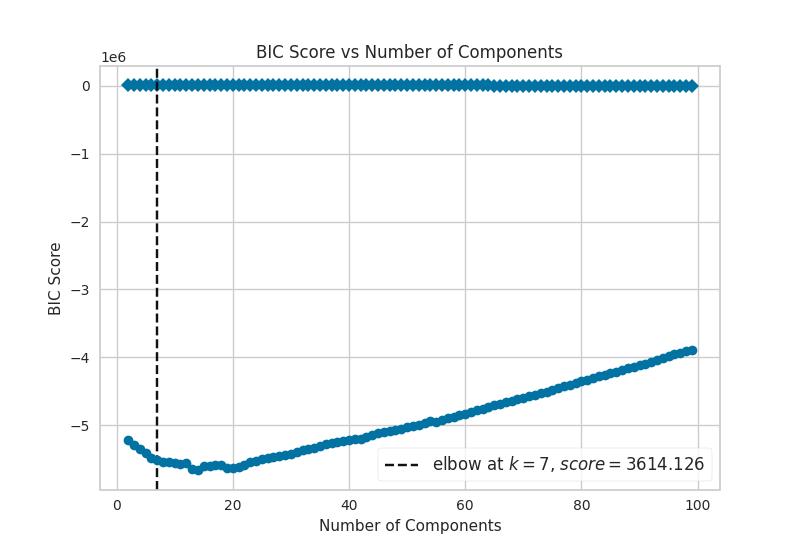 BIC Score vs Number of Components
1e6
0
−1
−2
−3
−4
−5
BIC Score
elbow at k = 7, score = 3614.126
0 20 40 60 80 100
Number of Components